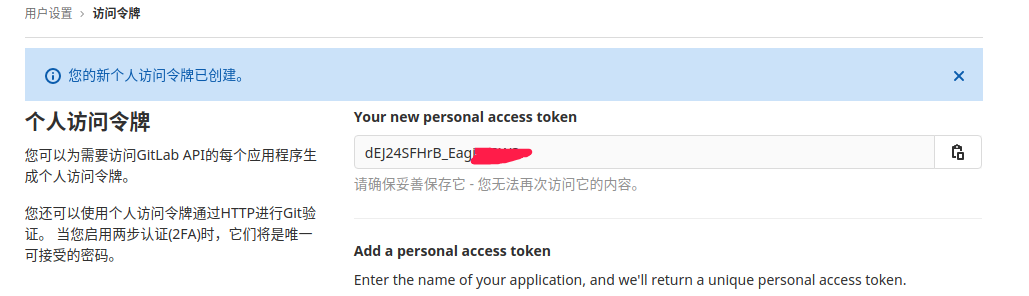 用户设置 › 访问令牌
您的新个人访问令牌已创建。
个人访问令牌
您可以为需要访问GitLab API的每个应用程序生
成个人访问令牌。
您还可以使用个人访问令牌通过HTTP进行Git验
证。 当您启用两步认证(2FA)时，它们将是唯一
可接受的密码。
Your new personal access token
dEJ24SFHrB_Eag
请确保妥善保存它 - 您无法再次访问它的内容。
Add a personal access token
Enter the name of your application, and we'll return a unique personal access token.